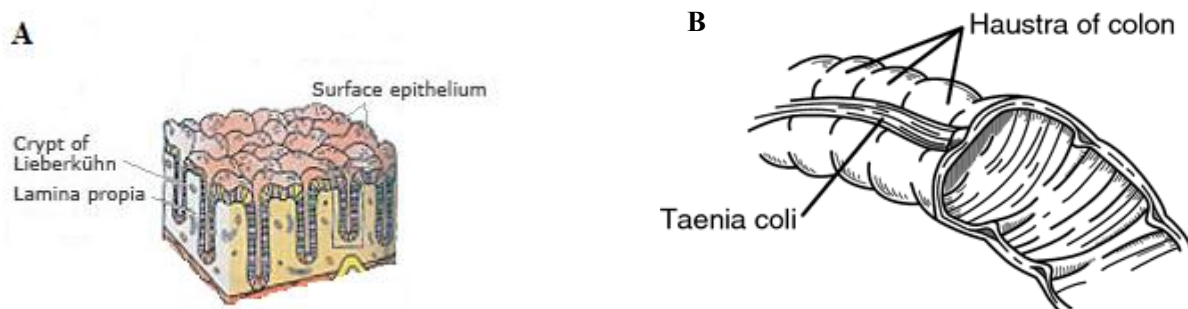 A
Surface epithelium
Crypt of
Lieberkühn
Lamina propia
B
Haustra of colon
Taenia coli